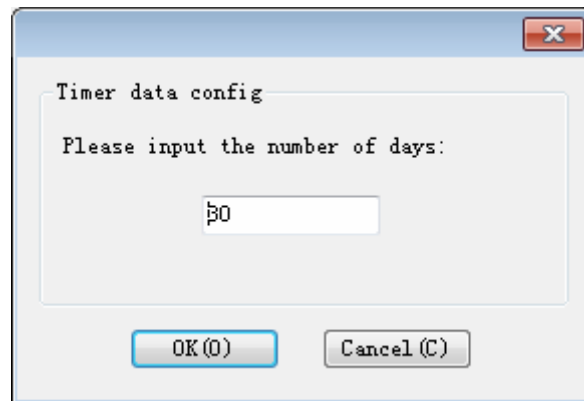 Timer data config
Please input the number of days:
30
OK(O)
Cancel(C)